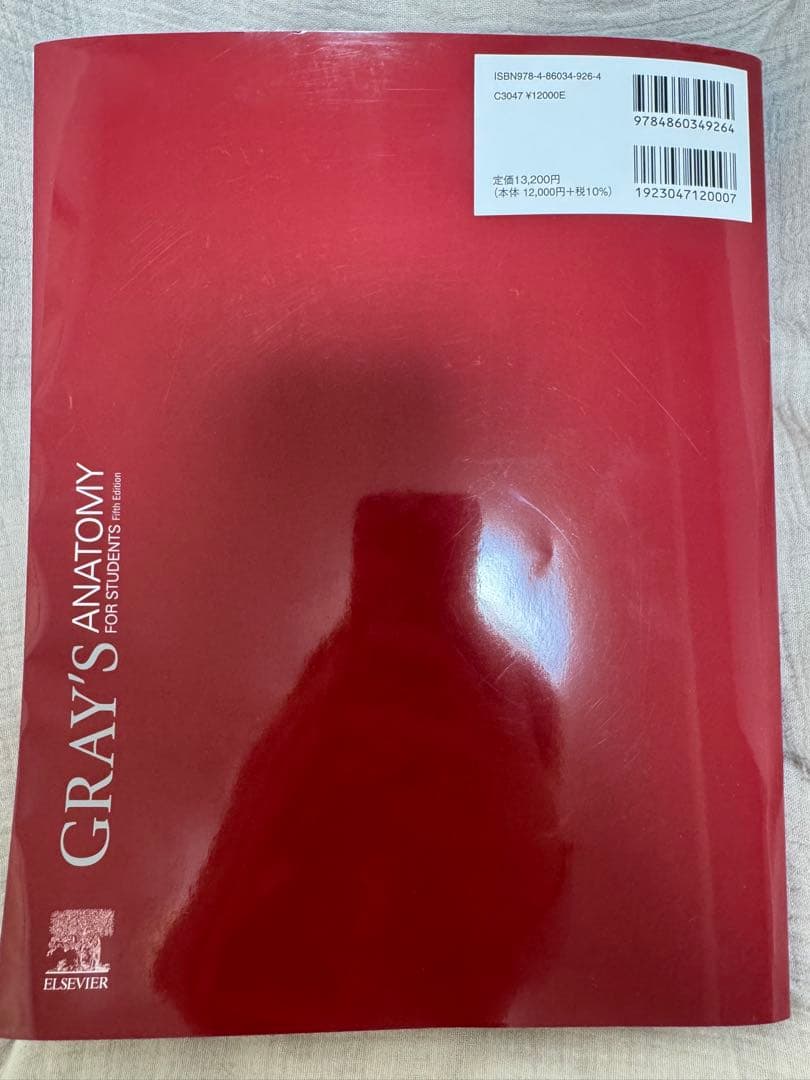 ISBN978-4-86034-926-4
C3047 ¥12000E
9784860349264
定価13,200円
(本体 12,000円+税10%)
1923047120007
GRAY'S ANATOMY
FOR STUDENTS Fifth Edition
ELSEVIER